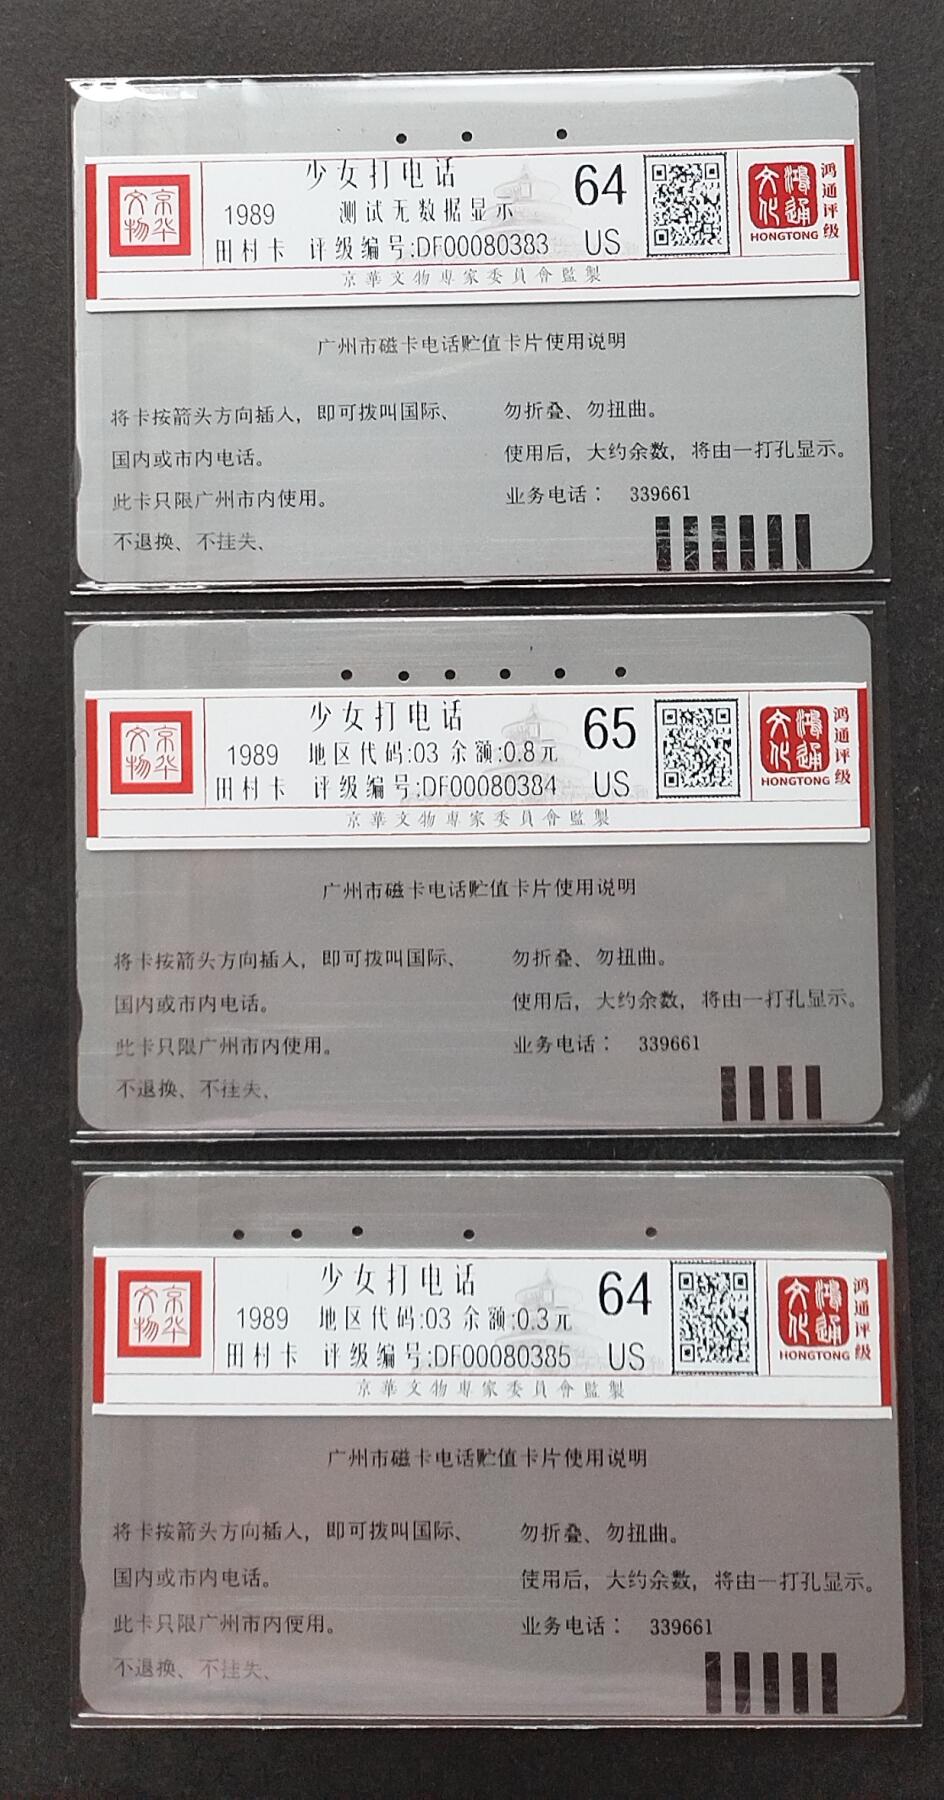 京华
文物
少女打电话
1989
测试无数据显示
田村卡
评级编号:DF00080383
64
US
鸿通
文化
HONGTONG
鸿通评级
京華文物專家委員會監製
广州市磁卡电话贮值卡片使用说明
将卡按箭头方向插入，即可拨叫国际、
国内或市内电话。
此卡只限广州市内使用。
不退换、不挂失、
勿折叠、勿扭曲。
使用后，大约余数，将由一打孔显示。
业务电话： 339661
京华
文物
少女打电话
1989
地区代码:03 余额:0.8元
田村卡
评级编号:DF00080384
65
US
鸿通
文化
HONGTONG
鸿通评级
京華文物專家委員會監製
广州市磁卡电话贮值卡片使用说明
将卡按箭头方向插入，即可拨叫国际、
国内或市内电话。
此卡只限广州市内使用。
不退换、不挂失、
勿折叠、勿扭曲。
使用后，大约余数，将由一打孔显示。
业务电话： 339661
京华
文物
少女打电话
1989
地区代码:03 余额:0.3元
田村卡
评级编号:DF00080385
64
US
鸿通
文化
HONGTONG
鸿通评级
京華文物專家委員會監製
广州市磁卡电话贮值卡片使用说明
将卡按箭头方向插入，即可拨叫国际、
国内或市内电话。
此卡只限广州市内使用。
不退换、不挂失、
勿折叠、勿扭曲。
使用后，大约余数，将由一打孔显示。
业务电话： 339661